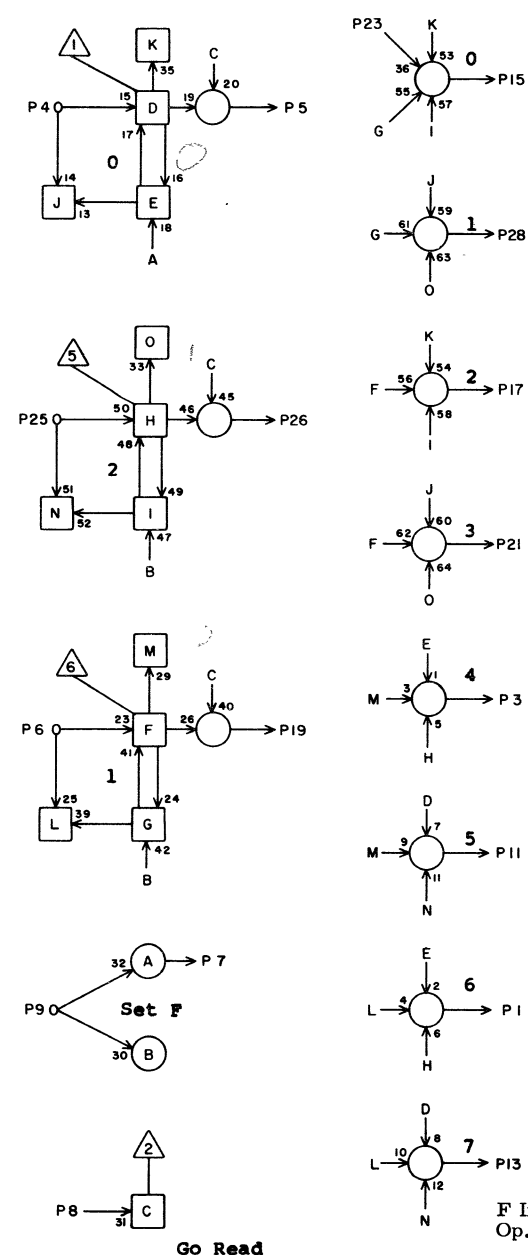 1
K
35
C
20
P4
15
D
19
P5
17
0
16
14
J
13
E
18
A
5
O
33
C
45
P25
50
H
46
P26
48
2
49
51
N
52
I
47
B
6
M
29
C
40
P6
23
F
26
P19
41
1
24
25
L
39
G
42
B
32
A
P7
P9
Set F
30
B
2
P8
31
C
Go Read
P23
K
53
0
36
P15
55
57
G
I
J
59
1
G
61
P28
63
O
K
54
2
F
56
P17
58
I
J
60
3
F
62
P21
64
O
E
1
4
M
3
P3
5
H
D
7
5
M
9
P11
11
N
E
2
6
L
4
P1
6
H
D
8
7
L
10
P13
12
N
Op.